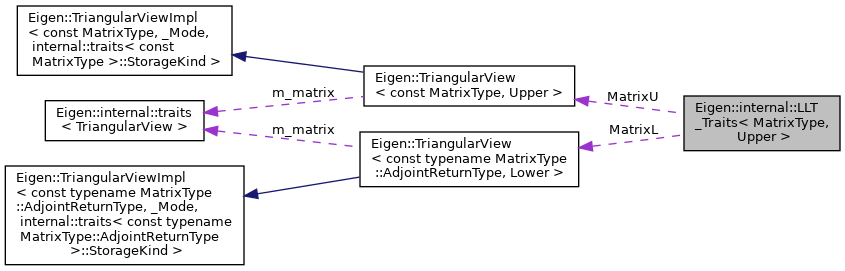 Eigen::TriangularViewImpl
< const MatrixType, _Mode,
internal::traits< const
MatrixType >::StorageKind >
Eigen::TriangularView
< const MatrixType, Upper >
m_matrix
MatrixU
Eigen::internal::traits
< TriangularView >
Eigen::internal::LLT
_Traits< MatrixType,
Upper >
m_matrix
MatrixL
Eigen::TriangularView
< const typename MatrixType
::AdjointReturnType, Lower >
Eigen::TriangularViewImpl
< const typename MatrixType
::AdjointReturnType, _Mode,
internal::traits< const typename
MatrixType::AdjointReturnType
>::StorageKind >